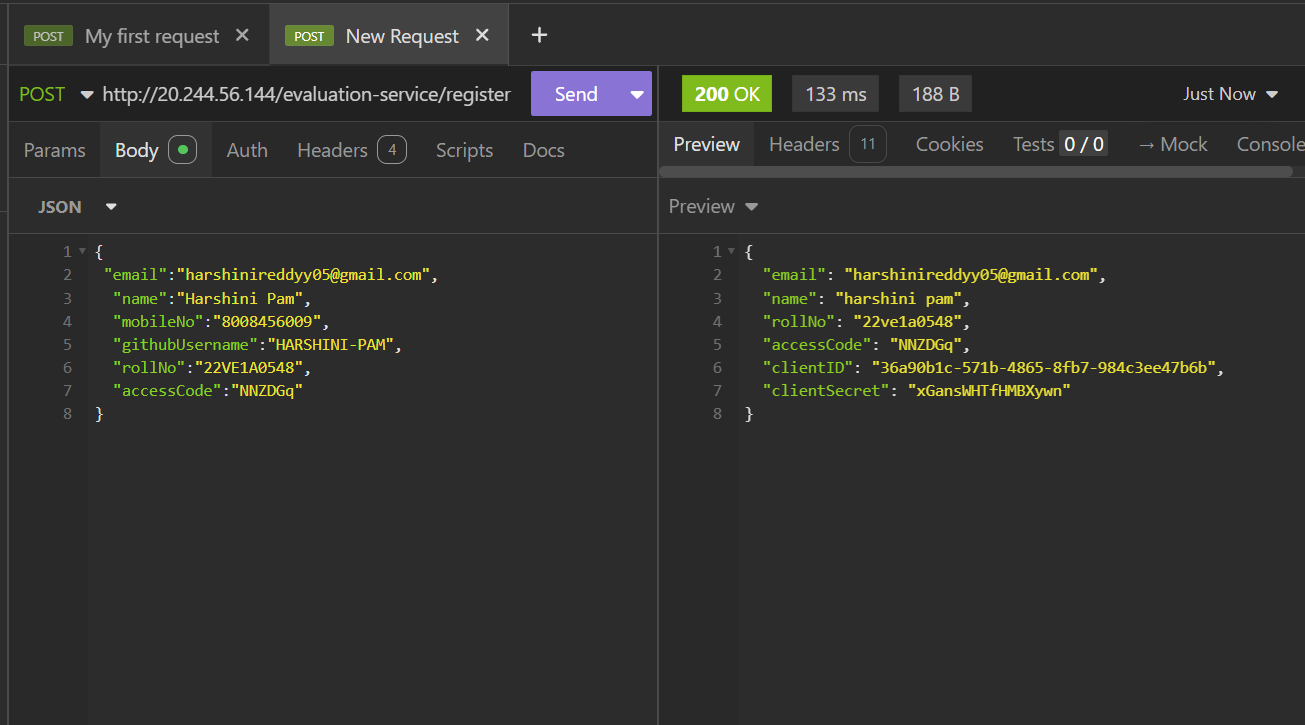 POST My first request × POST New Request × +
POST http://20.244.56.144/evaluation-service/register Send 200 OK 133 ms 188 B Just Now
Params Body Auth Headers 4 Scripts Docs Preview Headers 11 Cookies Tests 0 / 0 → Mock Console
JSON Preview
1 {
2 "email":"harshinireddyy05@gmail.com",
3 "name":"Harshini Pam",
4 "mobileNo":"8008456009",
5 "githubUsername":"HARSHINI-PAM",
6 "rollNo":"22VE1A0548",
7 "accessCode":"NNZDGq"
8 }
1 {
2 "email": "harshinireddyy05@gmail.com",
3 "name": "harshini pam",
4 "rollNo": "22ve1a0548",
5 "accessCode": "NNZDGq",
6 "clientID": "36a90b1c-571b-4865-8fb7-984c3ee47b6b",
7 "clientSecret": "xGansWHTfHMBXywn"
8 }